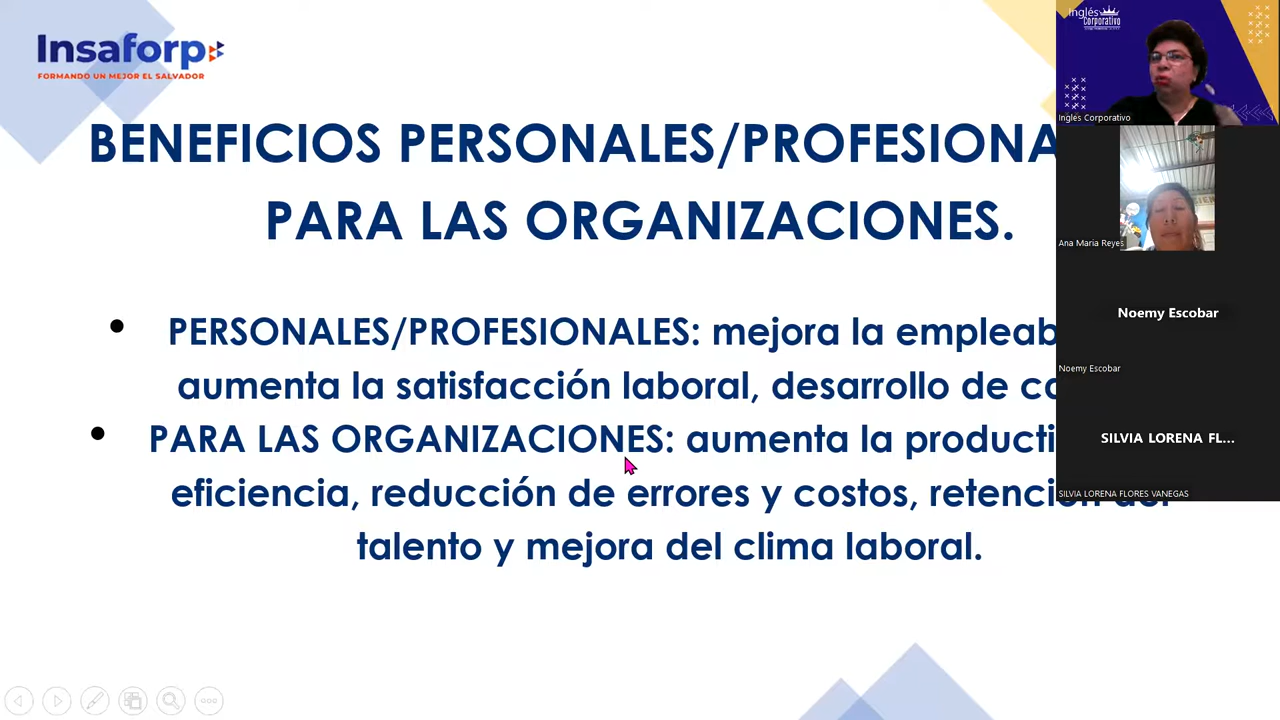 Insaforp
FORMANDO UN MEJOR EL SALVADOR
BENEFICIOS PERSONALES/PROFESIONA
PARA LAS ORGANIZACIONES.
• PERSONALES/PROFESIONALES: mejora la empleab
aumenta la satisfacción laboral, desarrollo de
• PARA LAS ORGANIZACIONES: aumenta la producti
eficiencia, reducción de errores y costos, retención del
talento y mejora del clima laboral.
Inglés
Corporativo
Inglés Corporativo
Ana Maria Reyes
Noemy Escobar
Noemy Escobar
SILVIA LORENA FL...
SILVIA LORENA FLORES VANEGAS